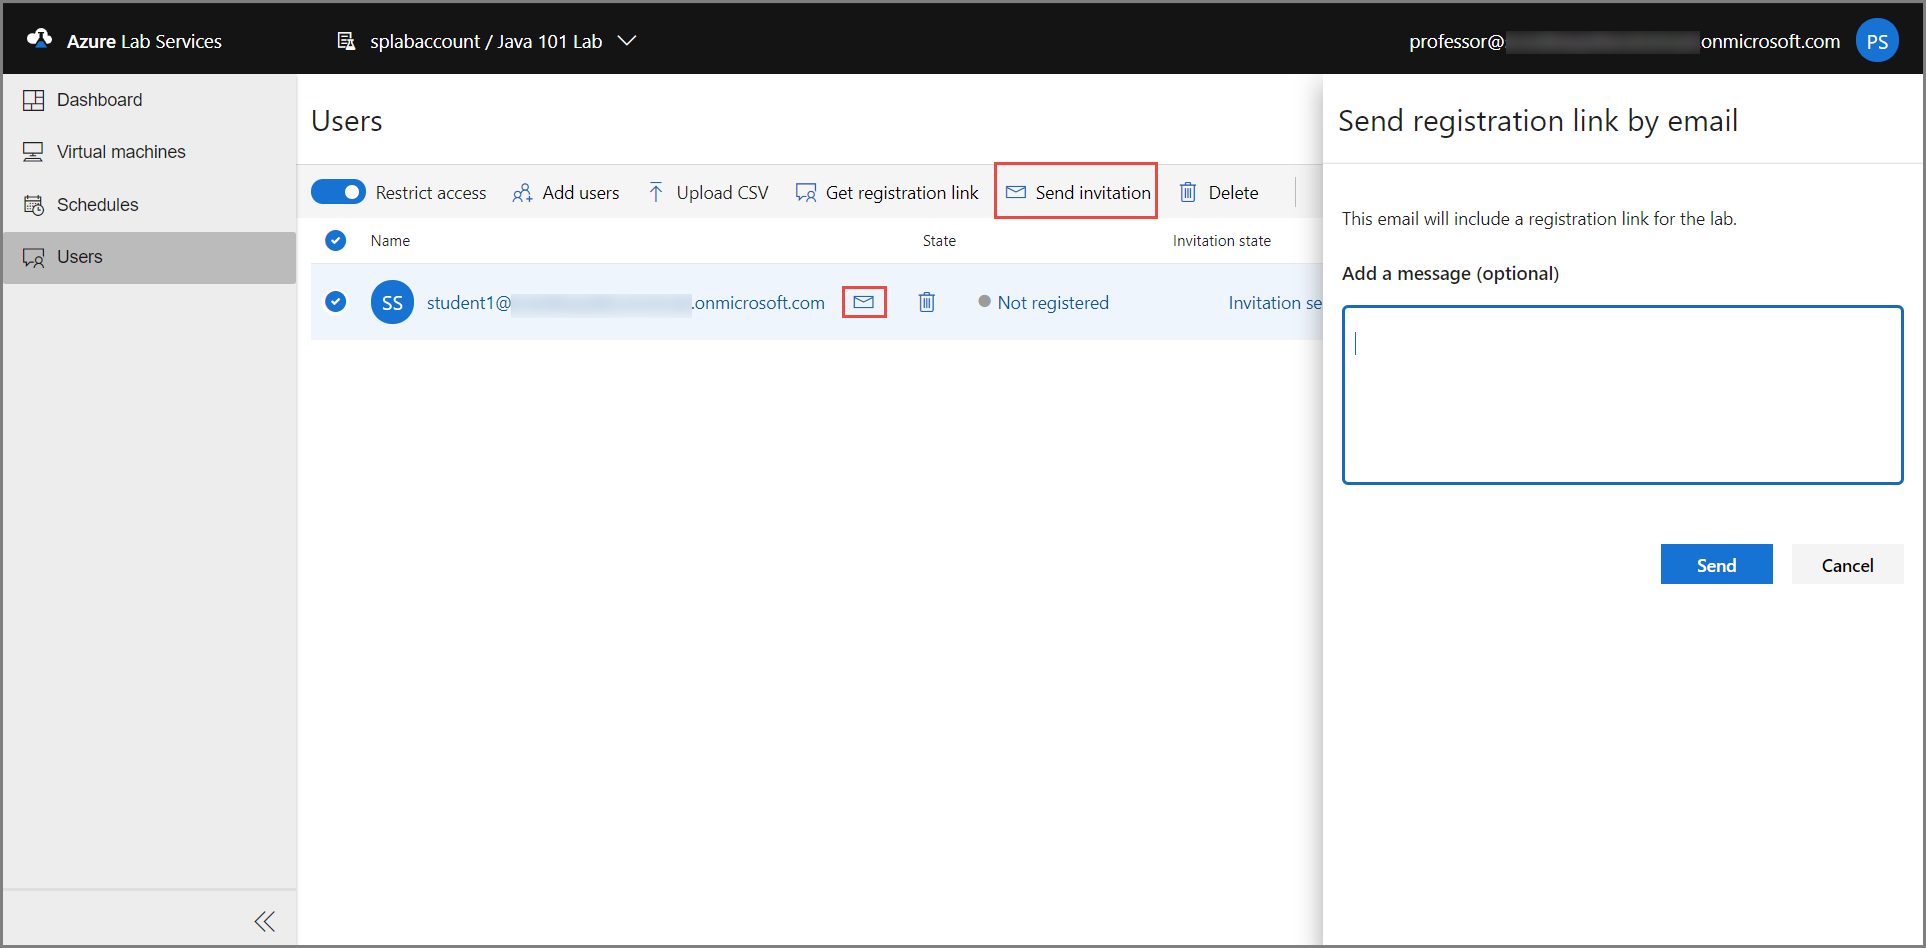 Azure Lab Services
splabaccount / Java 101 Lab
professor@ onmicrosoft.com
PS
Dashboard
Virtual machines
Schedules
Users
Users
Restrict access
Add users
Upload CSV
Get registration link
Send invitation
Delete
Name
State
Invitation state
SS
student1@ .onmicrosoft.com
Not registered
Invitation se
Send registration link by email
This email will include a registration link for the lab.
Add a message (optional)
Send
Cancel